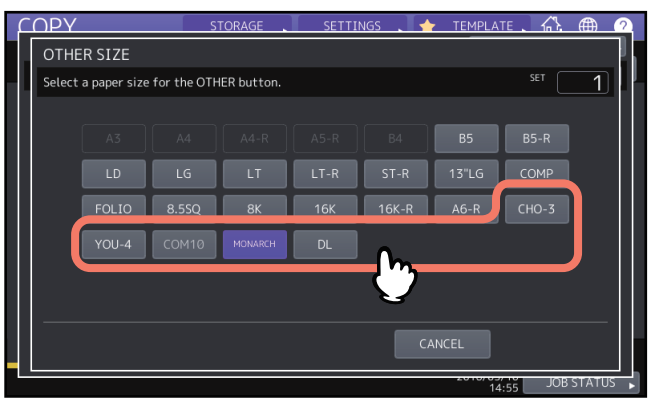 COPY STORAGE SETTINGS TEMPLATE ?
OTHER SIZE
Select a paper size for the OTHER button. SET 1
A3 A4 A4-R A5-R B4 B5 B5-R
LD LG LT LT-R ST-R 13"LG COMP
FOLIO 8.5SQ 8K 16K 16K-R A6-R CHO-3
YOU-4 COM10 MONARCH DL
CANCEL
14:55 JOB STATUS